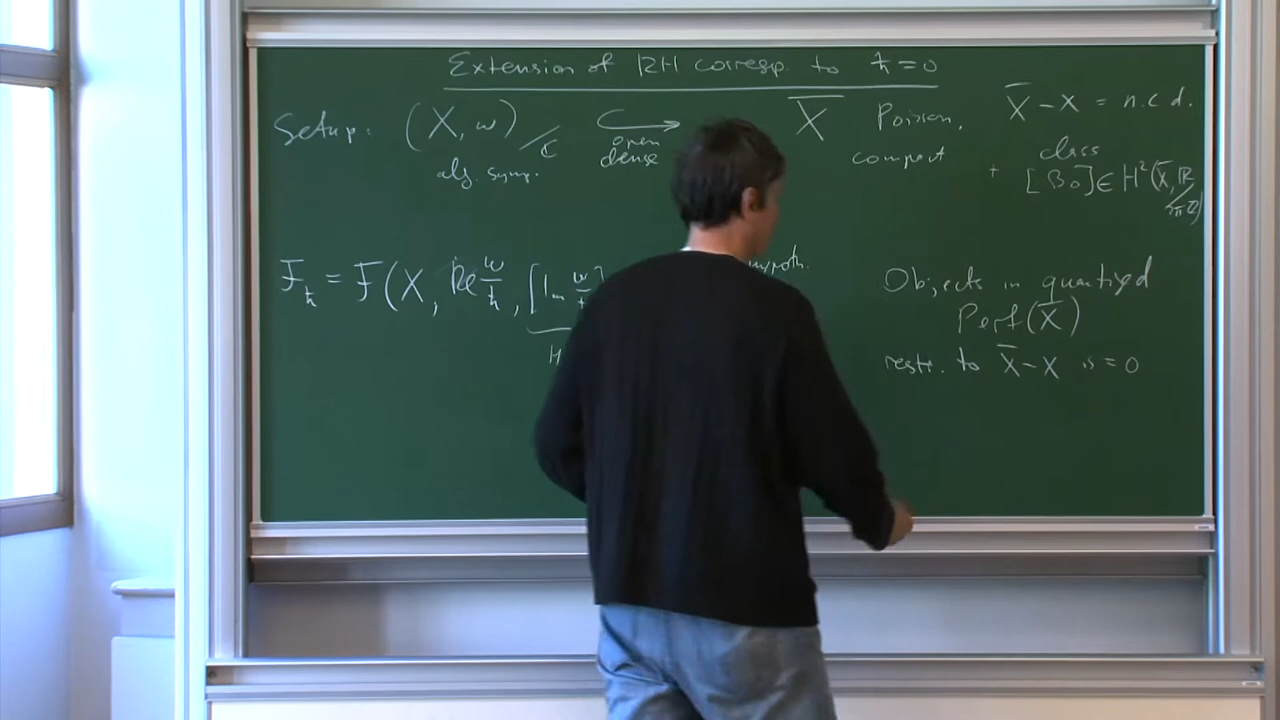 Extension of RH corresp. to ħ=0
Setup: (X, ω)/ℂ ↪ X̄ Poisson, X̄ - X = n.c.d.
alg. symp. open dense compact + class
[B₀] ∈ H²(X̄, ℝ/2πℤ)
F_ħ = F(X, Re ω/ħ, [Im ω/ħ]
Objects in quantized
Perf(X̄)
restr. to X̄ - X is = 0